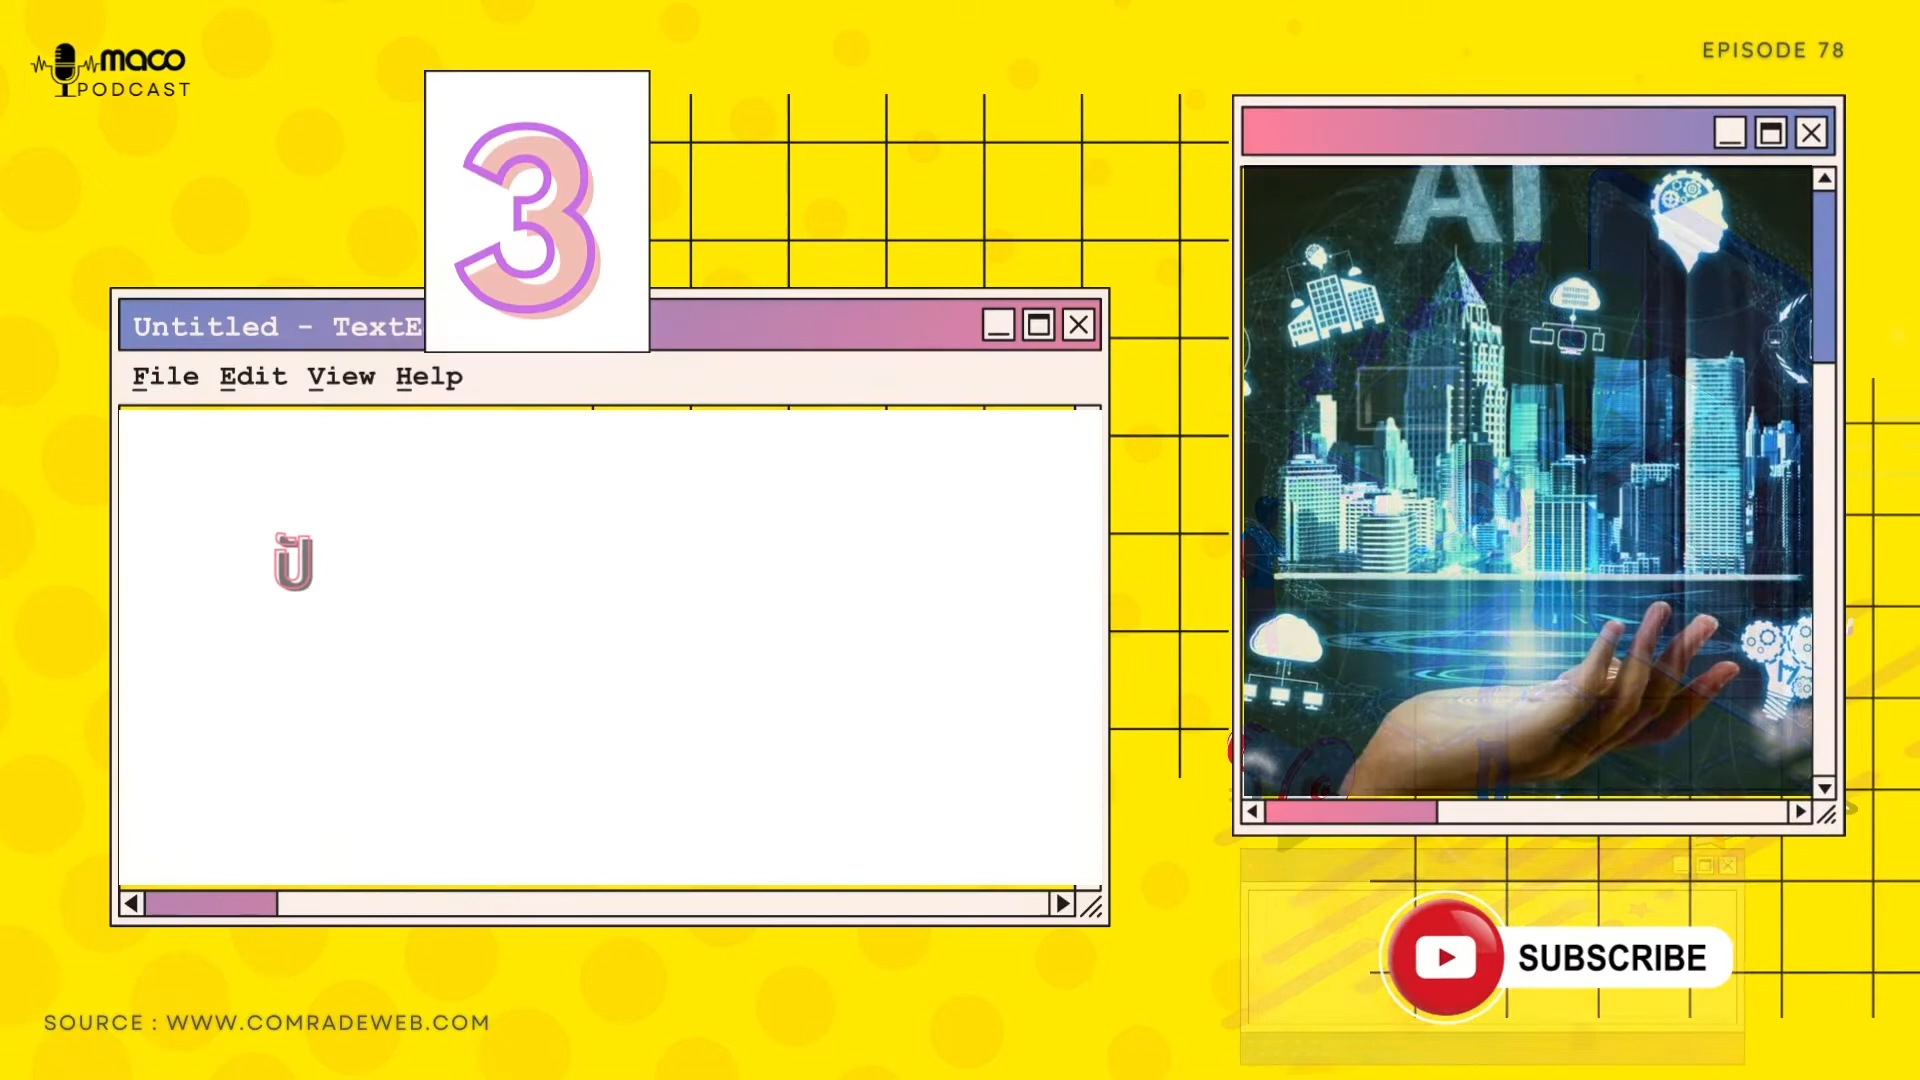 maco
PODCAST
EPISODE 78
3
Untitled - TextE
File Edit View Help
ปั
AI
SUBSCRIBE
SOURCE : WWW.COMRADEWEB.COM